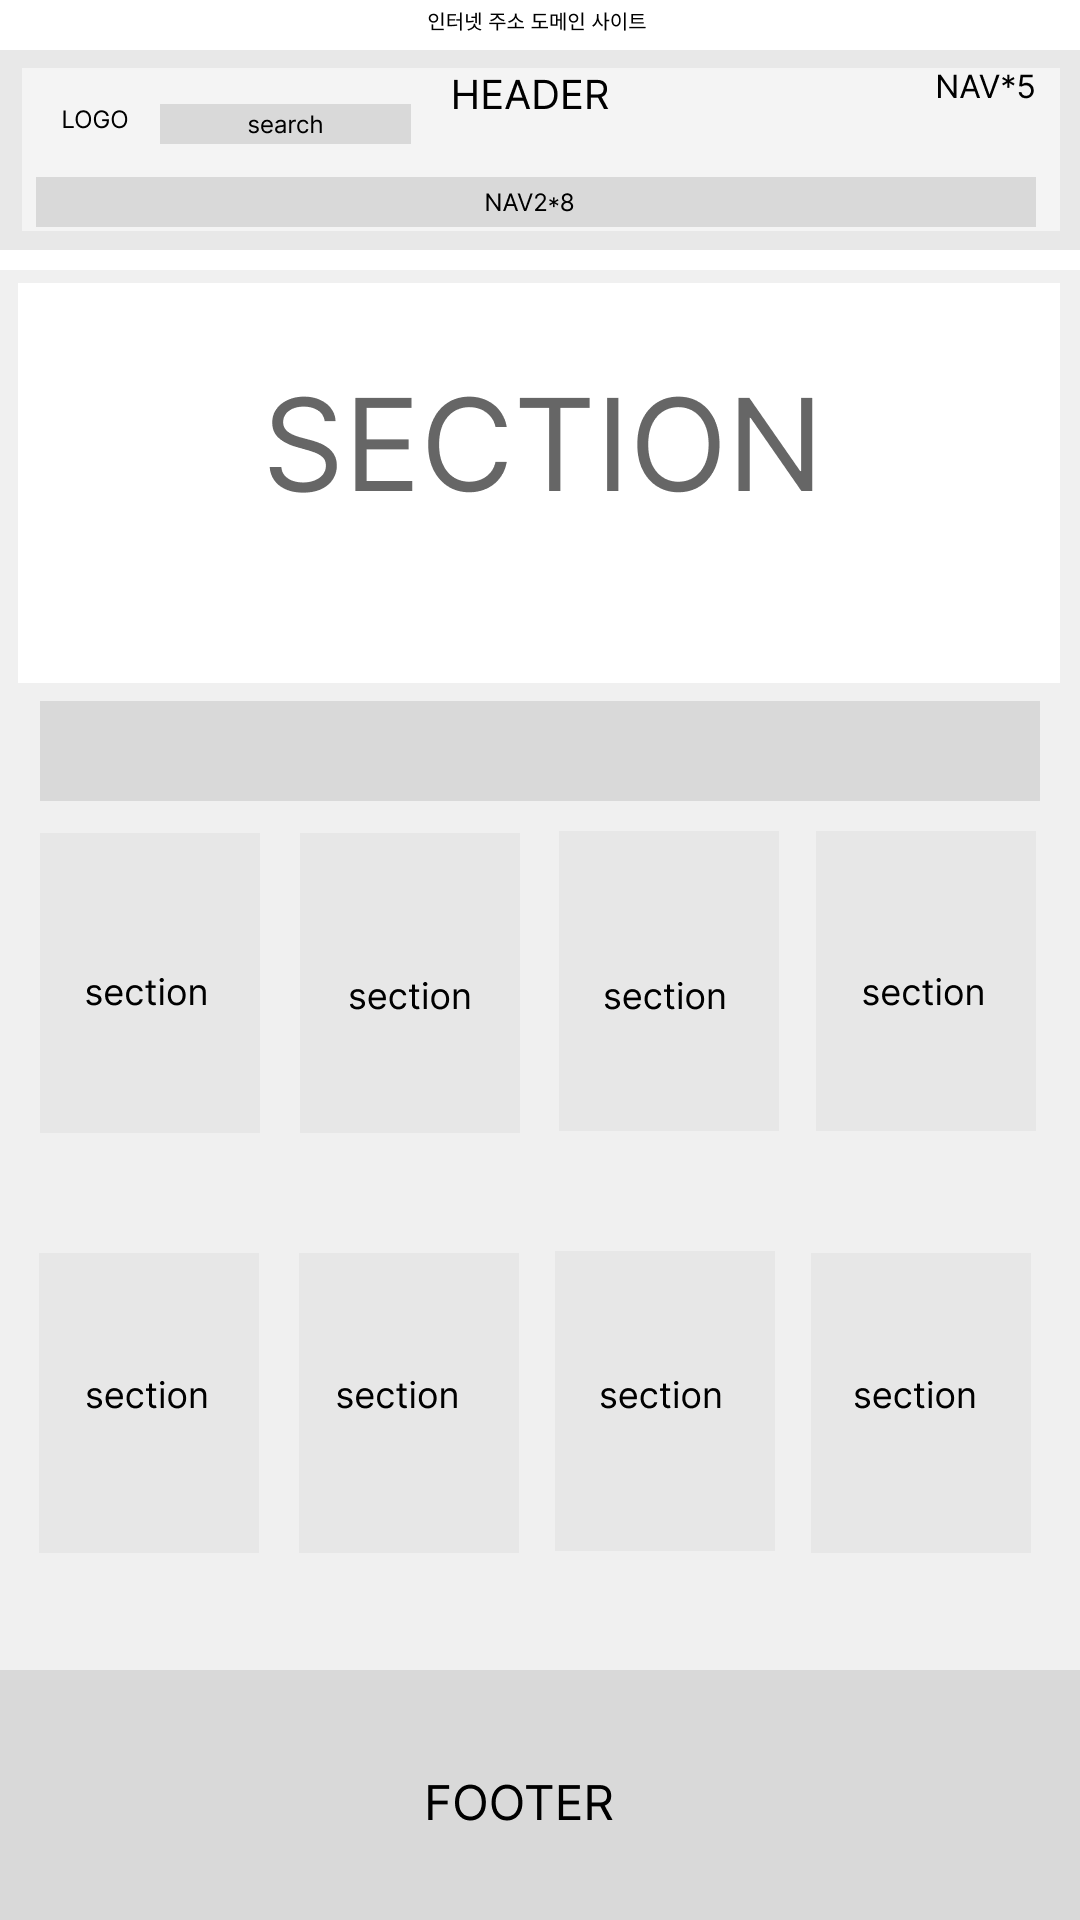 인터넷 주소 도메인 사이트
HEADER
NAV*5
LOGO
search
NAV2*8
SECTION
section
section
section
section
section
section
section
section
FOOTER